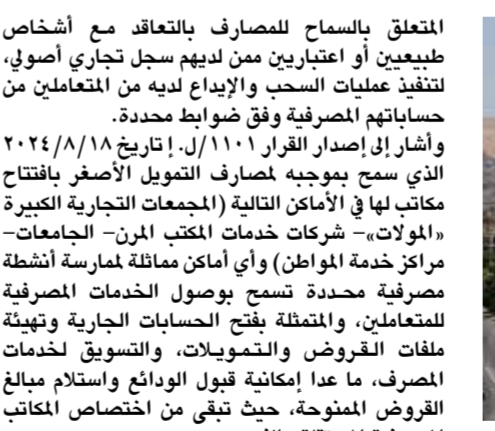 المتعلق بالسماح للمصارف بالتعاقد مع أشخاص
طبيعيين أو اعتباريين ممن لديهم سجل تجاري أصولي،
لتنفيذ عمليات السحب والإيداع لديه من المتعاملين من
حساباتهم المصرفية وفق ضوابط محددة.
وأشار إلى إصدار القرار ١١٠١/ل. إ تاريخ ٢٠٢٤/٨/١٨
الذي سمح بموجبه لمصارف التمويل الأصغر بافتتاح
مكاتب لها في الأماكن التالية (المجمعات التجارية الكبيرة
«المولات»– شركات خدمات المكتب المرن– الجامعات–
مراكز خدمة المواطن) وأي أماكن مماثلة لممارسة أنشطة
مصرفية محددة تسمح بوصول الخدمات المصرفية
للمتعاملين، والمتمثلة بفتح الحسابات الجارية وتهيئة
ملفات القروض والتمويلات، والتسويق لخدمات
المصرف، ما عدا إمكانية قبول الودائع واستلام مبالغ
القروض الممنوحة، حيث تبقى من اختصاص المكاتب